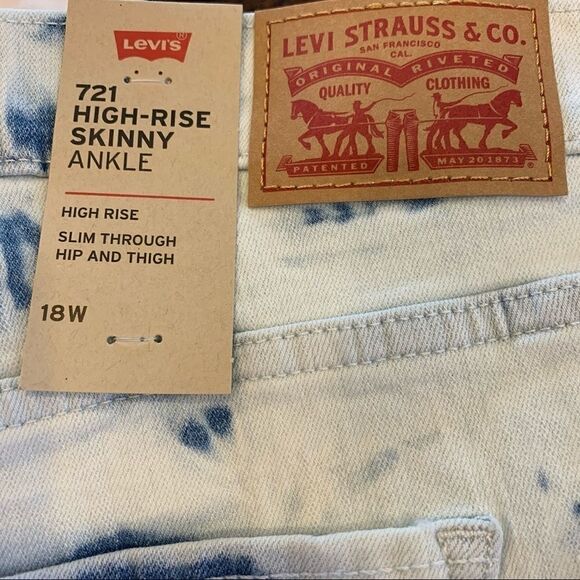 LEVI'S®
721
HIGH-RISE
SKINNY
ANKLE
HIGH RISE
SLIM THROUGH
HIP AND THIGH
18W
LEVI STRAUSS & CO.
SAN FRANCISCO
CAL.
ORIGINAL RIVETED
QUALITY CLOTHING
PATENTED MAY 20 1873
®